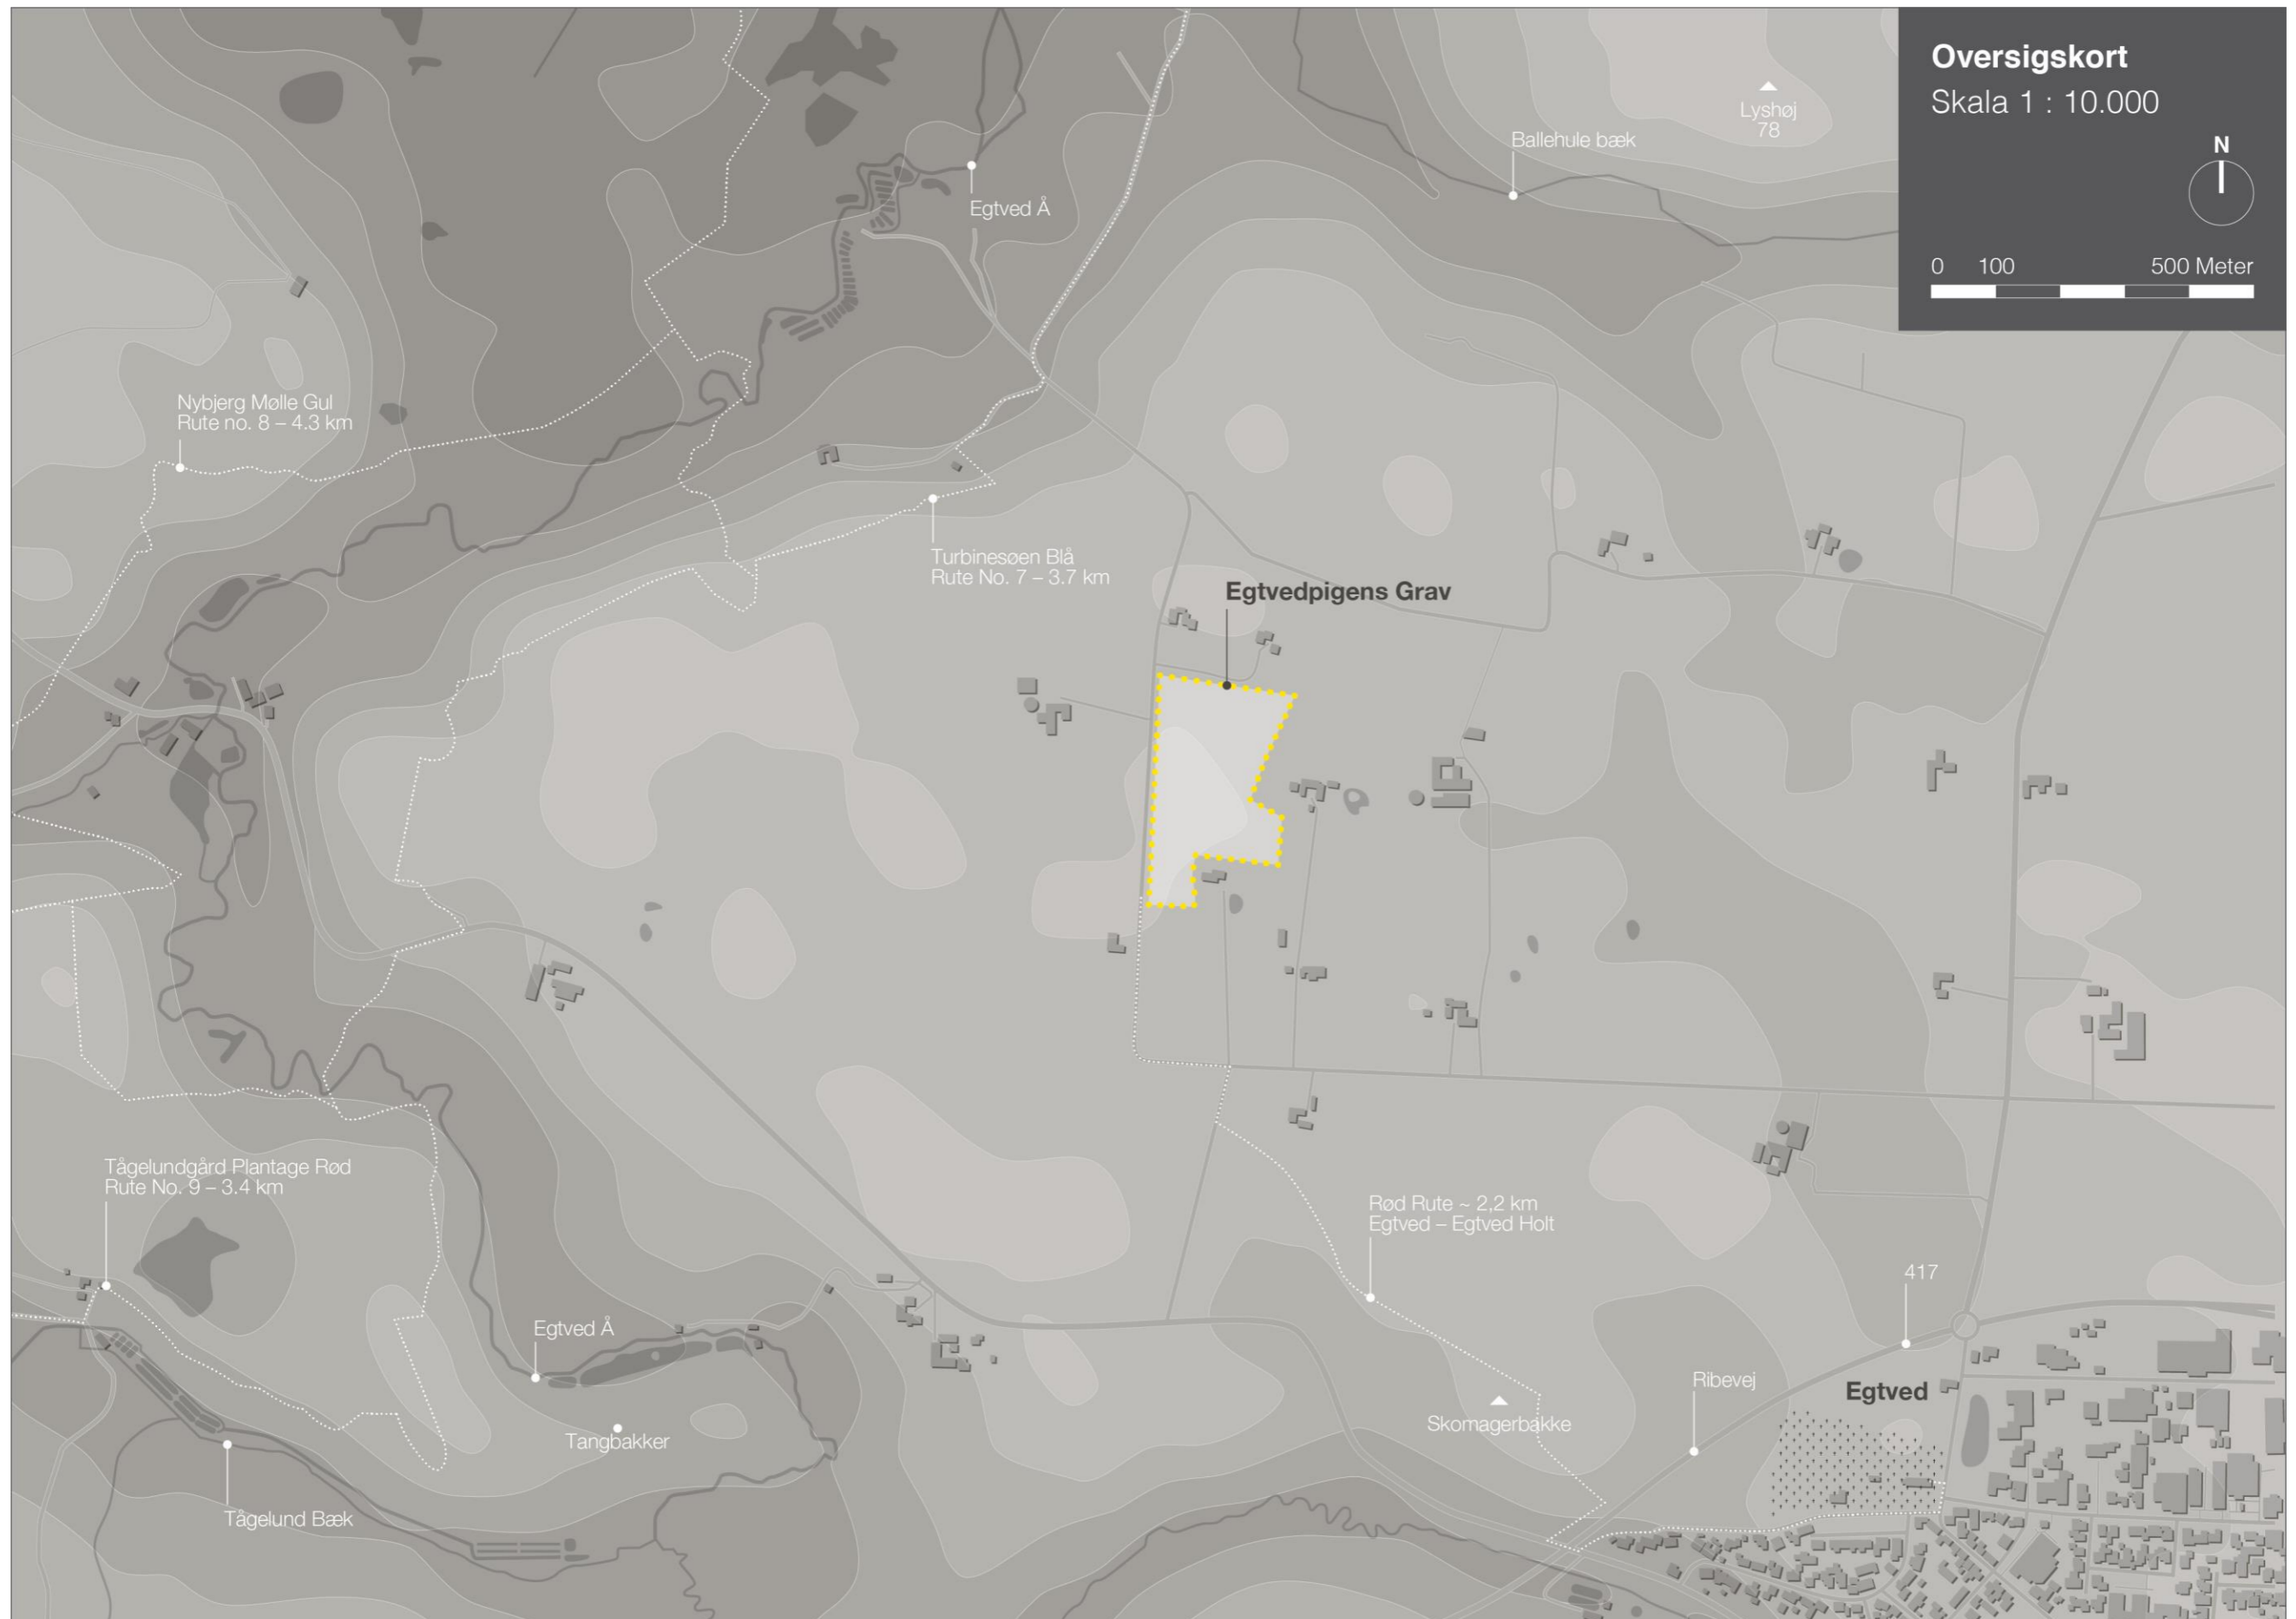 Oversigskort
Skala 1 : 10.000
N
0 100 500 Meter
Lyshøj
78
Ballehule bæk
Egtved Å
Nybjerg Mølle Gul
Rute no. 8 – 4.3 km
Turbinesøen Blå
Rute No. 7 – 3.7 km
Egtvedpigens Grav
Tågelundgård Plantage Rød
Rute No. 9 – 3.4 km
Rød Rute ~ 2,2 km
Egtved – Egtved Holt
417
Egtved Å
Ribevej
Egtved
Skomagerbakke
Tangbakker
Tågelund Bæk